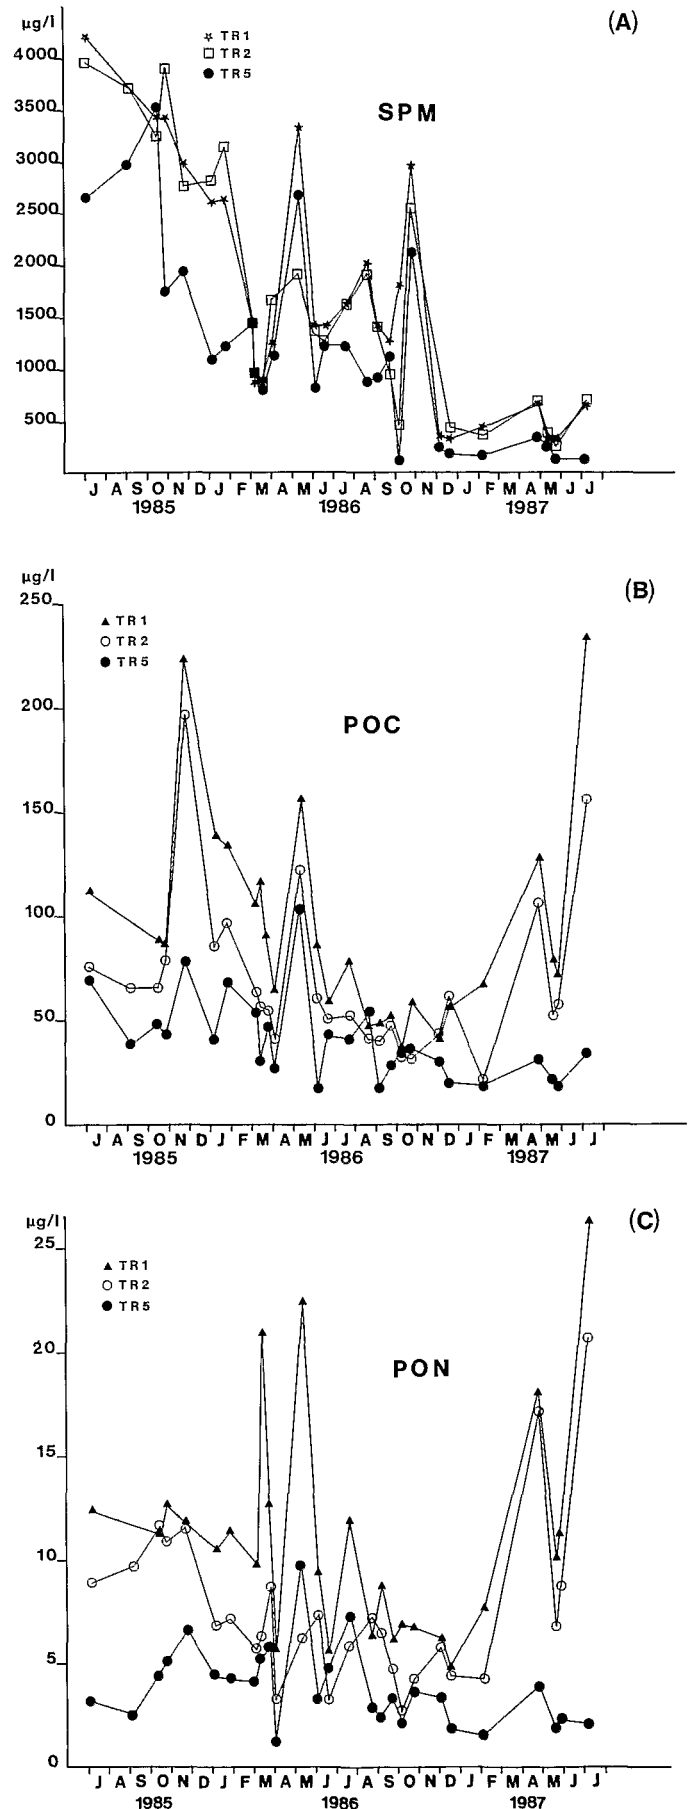 µg/l
(A)
TR1
TR2
TR5
SPM
4000
3500
3000
2500
2000
1500
1000
500
J A S O N D J F M A M J J A S O N D J F M A M J J
1985 1986 1987
µg/l
(B)
250
TR1
TR2
TR5
POC
200
150
100
50
0
J A S O N D J F M A M J J A S O N D J F M A M J J
1985 1986 1987
µg/l
(C)
25
TR1
TR2
TR5
PON
20
15
10
5
0
J A S O N D J F M A M J J A S O N D J F M A M J J
1985 1986 1987